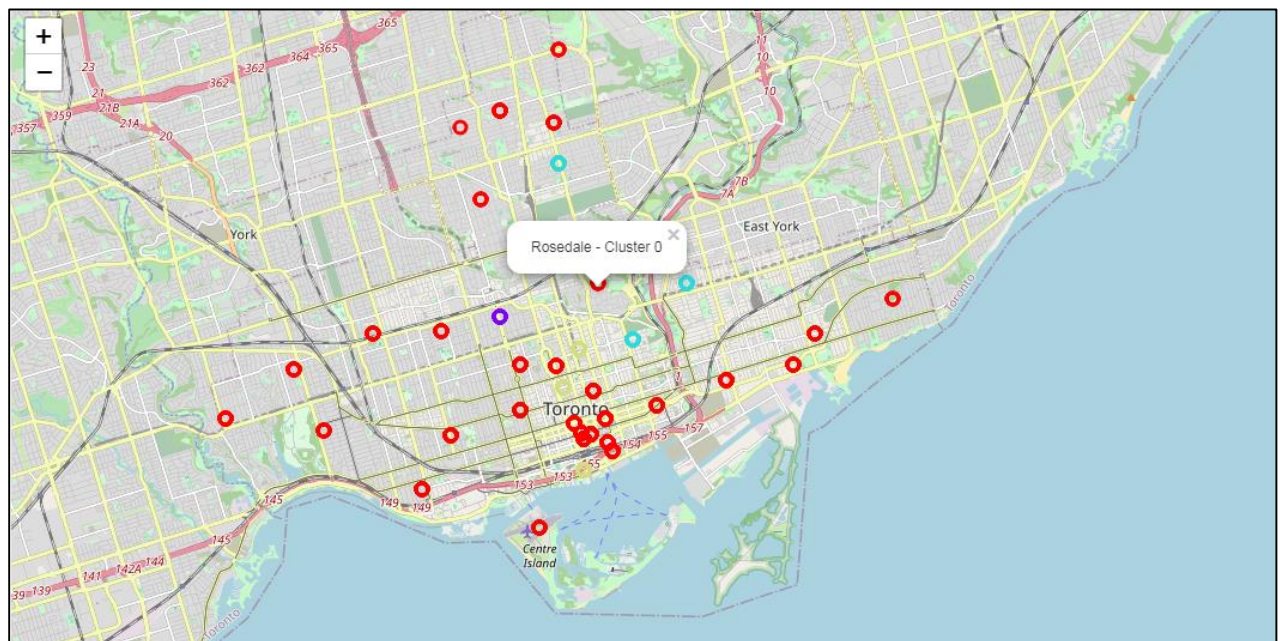 +
−
365
23
364
365
362
11
10
362
10
21
21B
359
357
21A
20
7B
7A
York
East York
Rosedale - Cluster 0
×
Toronto
Toronto
1
157
155
154
155
153
153
149
149
145
145
Centre
Island
144
142A
141
139
39
Toronto